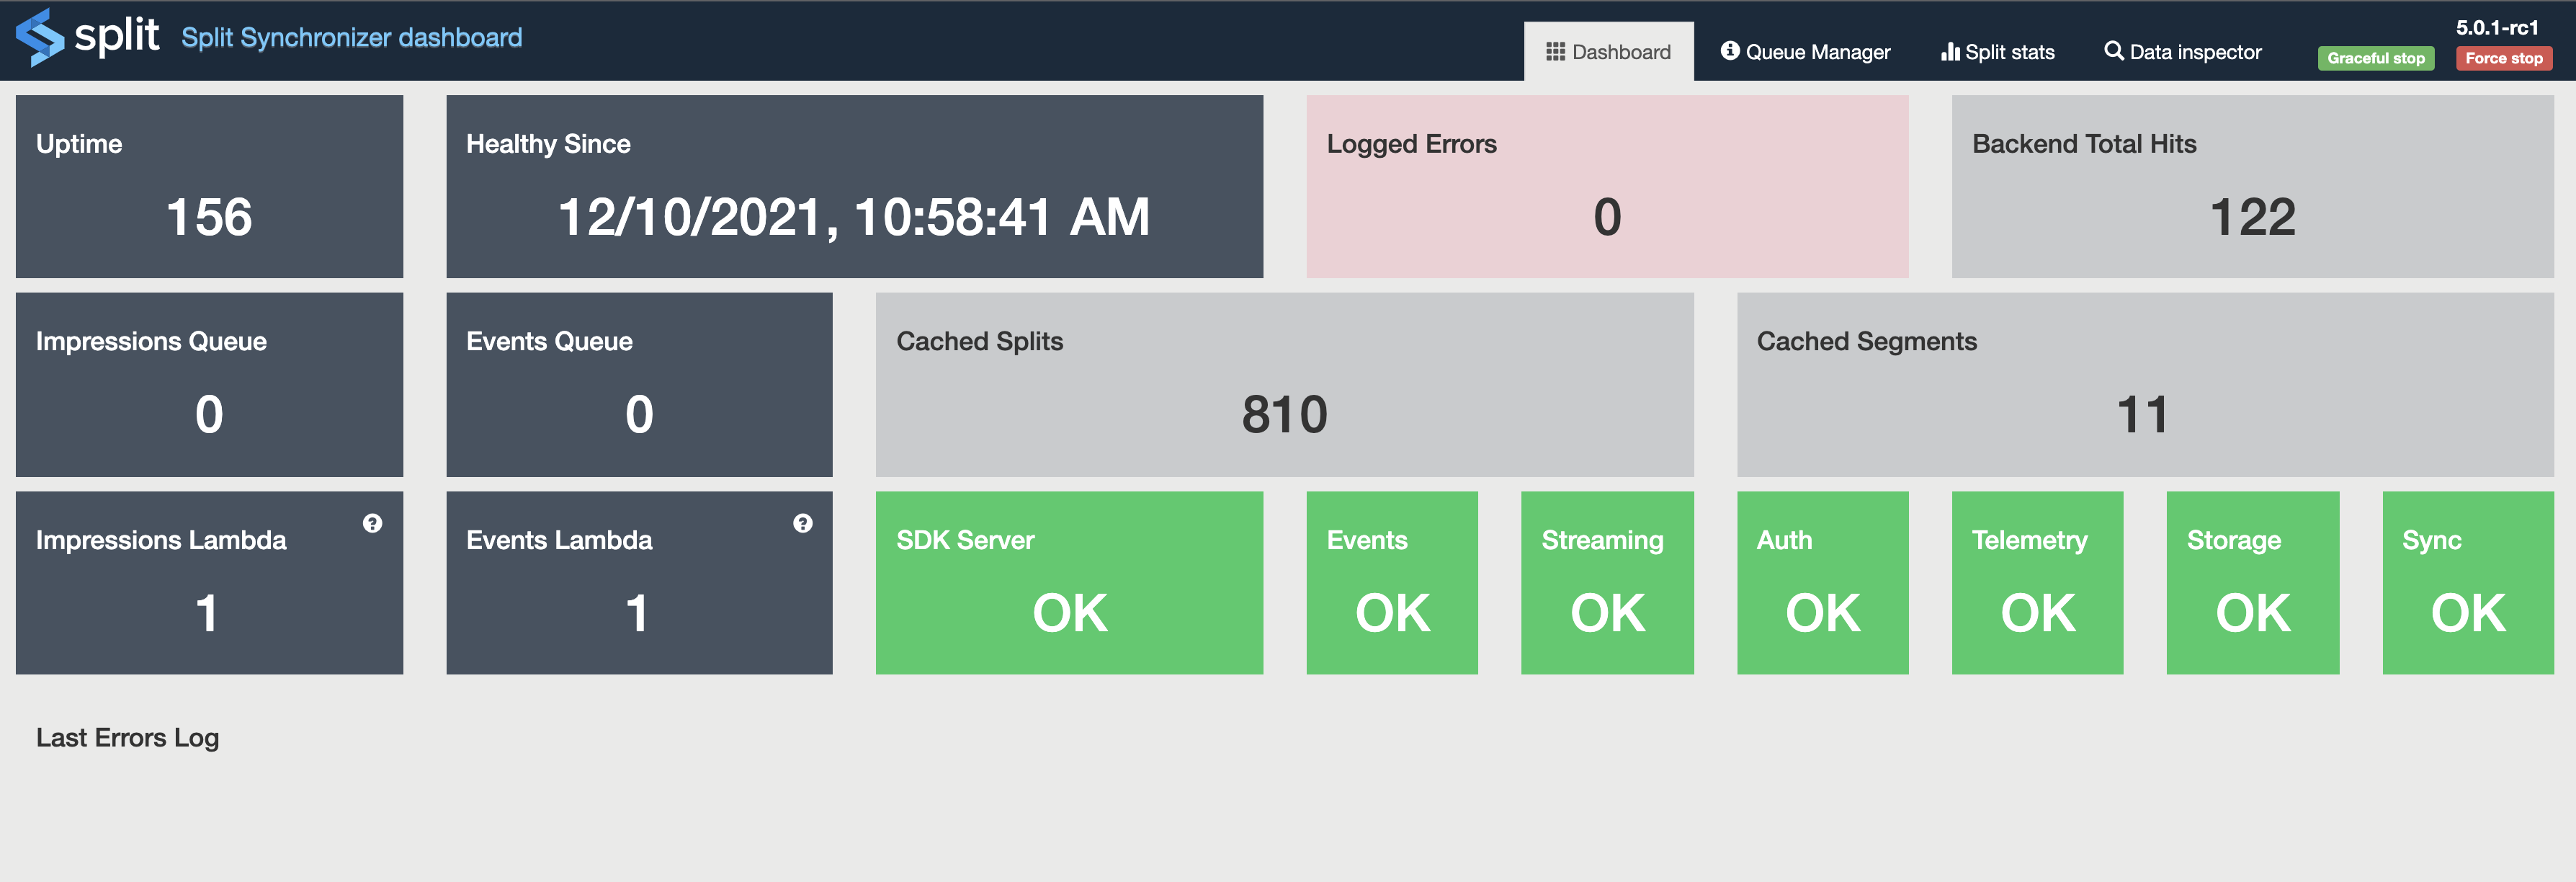 split Split Synchronizer dashboard
Dashboard Queue Manager Split stats Data inspector
5.0.1-rc1
Graceful stop Force stop
Uptime
156
Healthy Since
12/10/2021, 10:58:41 AM
Logged Errors
0
Backend Total Hits
122
Impressions Queue
0
Events Queue
0
Cached Splits
810
Cached Segments
11
Impressions Lambda ?
1
Events Lambda ?
1
SDK Server
OK
Events
OK
Streaming
OK
Auth
OK
Telemetry
OK
Storage
OK
Sync
OK
Last Errors Log